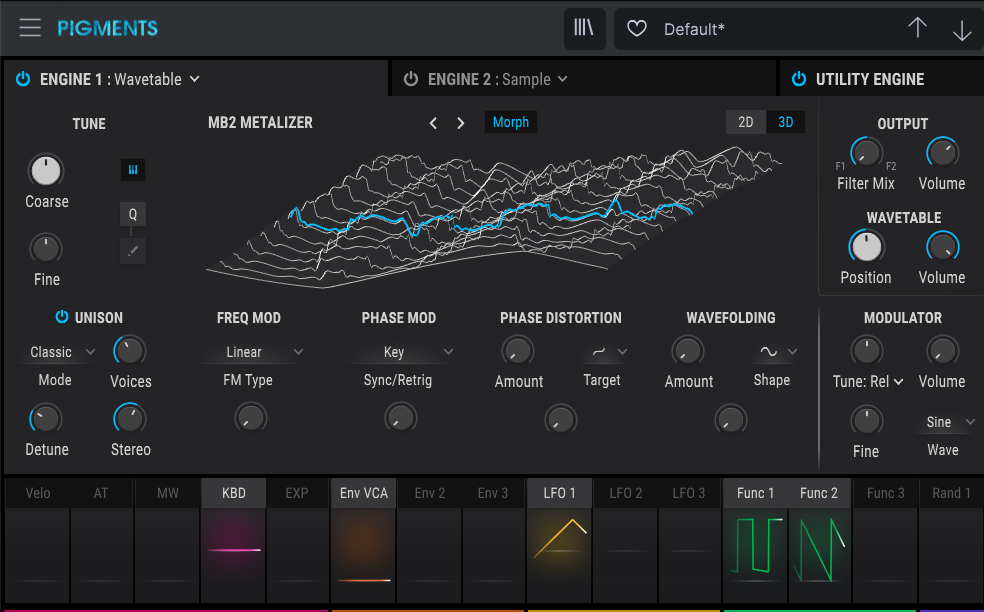 PIGMENTS Default*
ENGINE 1 : Wavetable ENGINE 2 : Sample UTILITY ENGINE
TUNE MB2 METALIZER Morph 2D 3D OUTPUT
F1 F2
Coarse Filter Mix Volume
Q WAVETABLE
Fine Position Volume
UNISON FREQ MOD PHASE MOD PHASE DISTORTION WAVEFOLDING MODULATOR
Classic Linear Key
Mode Voices FM Type Sync/Retrig Amount Target Amount Shape Tune: Rel Volume
Sine
Detune Stereo Fine Wave
Velo AT MW KBD EXP Env VCA Env 2 Env 3 LFO 1 LFO 2 LFO 3 Func 1 Func 2 Func 3 Rand 1